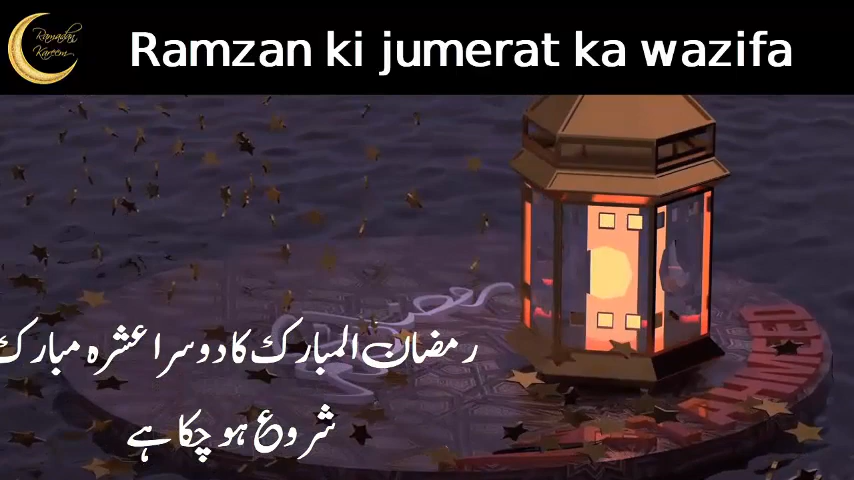 Ramadan
Kareem
Ramzan ki jumerat ka wazifa
رمضان المبارک کا دوسرا عشرہ مبارک
شروع ہو چکا ہے